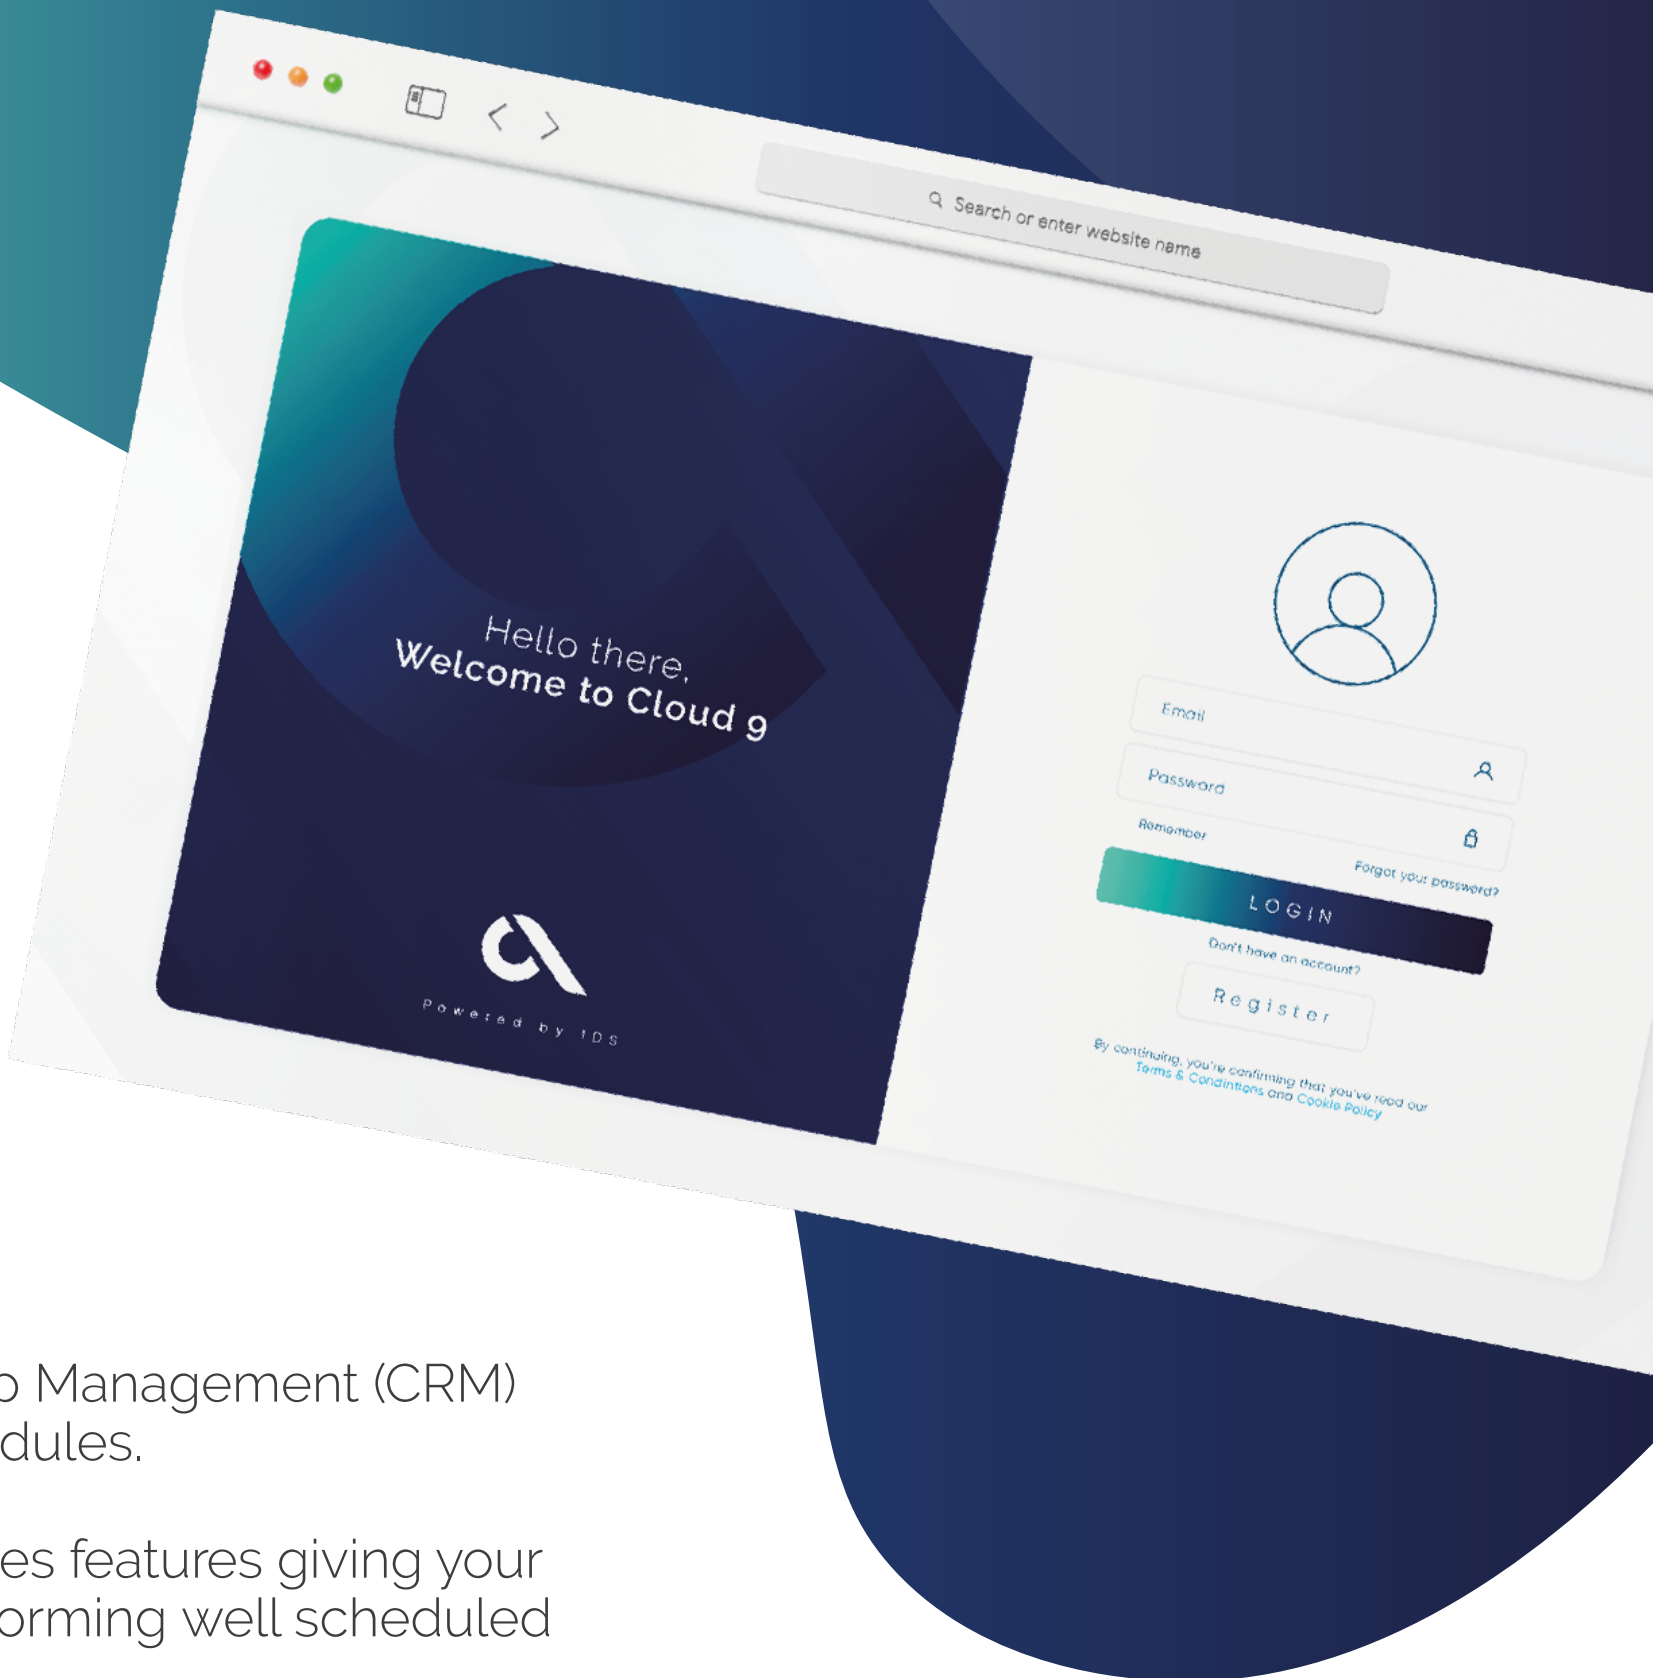 Search or enter website name
Hello there,
Welcome to Cloud 9
Powered by IDS
Email
Password
Remember
Forgot your password?
LOGIN
Don't have an account?
Register
By continuing, you're confirming that you've read our
Terms & Condintions and Cookie Policy
p Management (CRM)
dules.
es features giving your
orming well scheduled